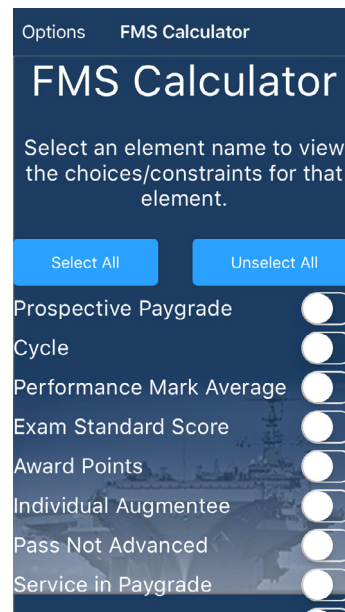 Options FMS Calculator
FMS Calculator
Select an element name to view
the choices/constraints for that
element.
Select All Unselect All
Prospective Paygrade
Cycle
Performance Mark Average
Exam Standard Score
Award Points
Individual Augmentee
Pass Not Advanced
Service in Paygrade